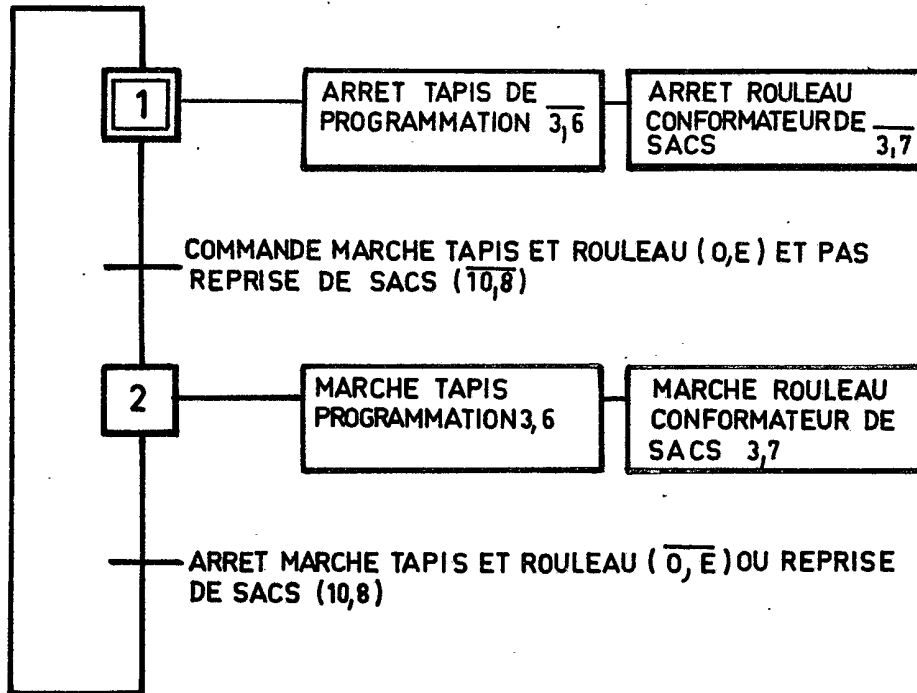 1
ARRET TAPIS DE
PROGRAMMATION 3,6
ARRET ROULEAU
CONFORMATEUR DE
SACS 3,7
COMMANDE MARCHE TAPIS ET ROULEAU (0,E) ET PAS
REPRISE DE SACS (10,8)
2
MARCHE TAPIS
PROGRAMMATION 3,6
MARCHE ROULEAU
CONFORMATEUR DE
SACS 3,7
ARRET MARCHE TAPIS ET ROULEAU (0,E) OU REPRISE
DE SACS (10,8)